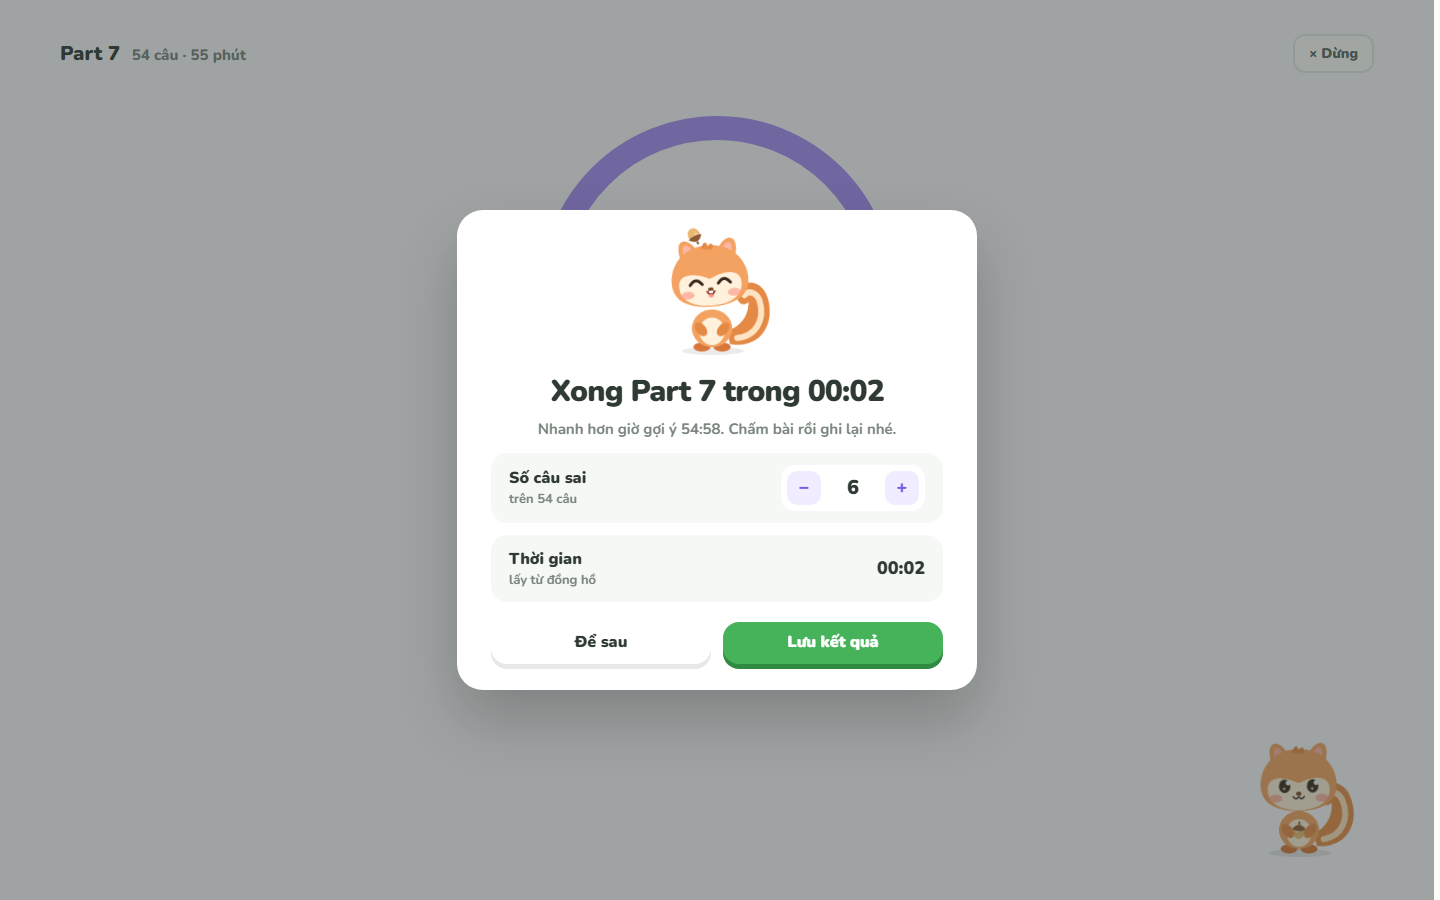 Part 7 54 câu · 55 phút
× Dừng
Xong Part 7 trong 00:02
Nhanh hơn giờ gợi ý 54:58. Chấm bài rồi ghi lại nhé.
Số câu sai
trên 54 câu
− 6 +
Thời gian
lấy từ đồng hồ
00:02
Để sau
Lưu kết quả